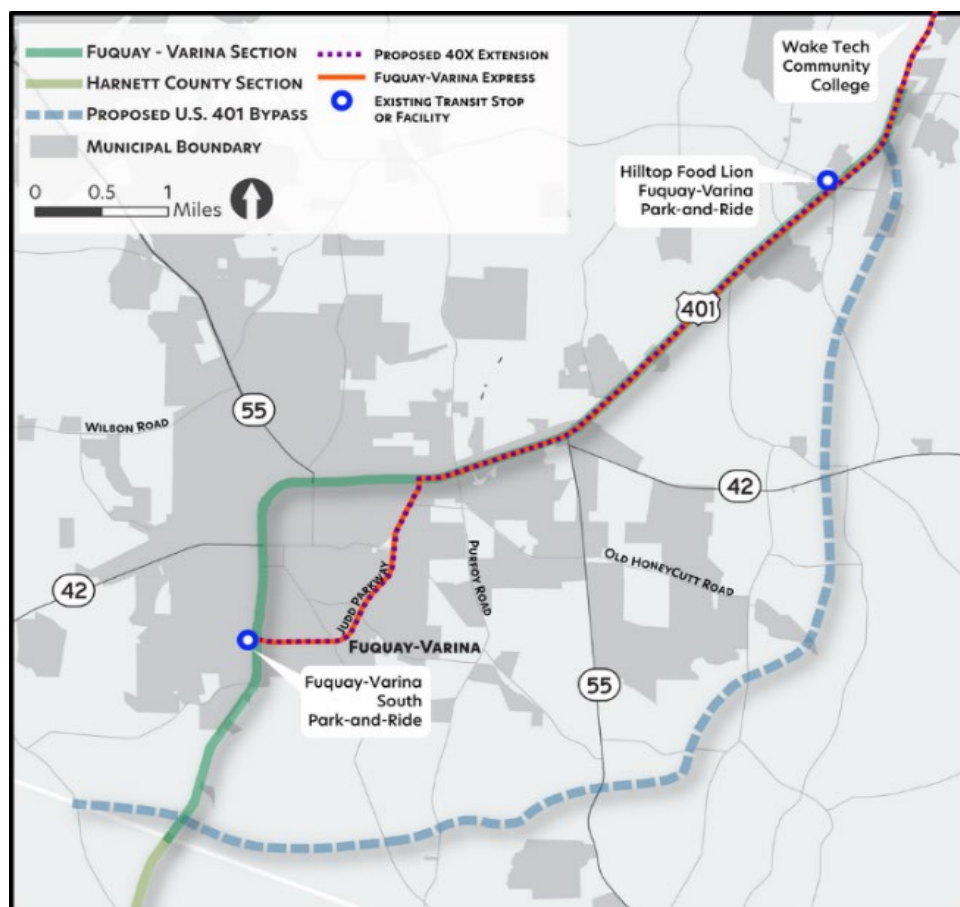 Fuquay - Varina Section
Harnett County Section
Proposed U.S. 401 Bypass
Municipal Boundary
0 0.5 1
Miles
Proposed 40X Extension
Fuquay-Varina Express
Existing Transit Stop
or Facility
Wake Tech
Community
College
Hilltop Food Lion
Fuquay-Varina
Park-and-Ride
401
55
Wilbon Road
42
42
Purfoy Road
Old HoneyCutt Road
Judd Parkway
Fuquay-Varina
55
Fuquay-Varina
South
Park-and-Ride